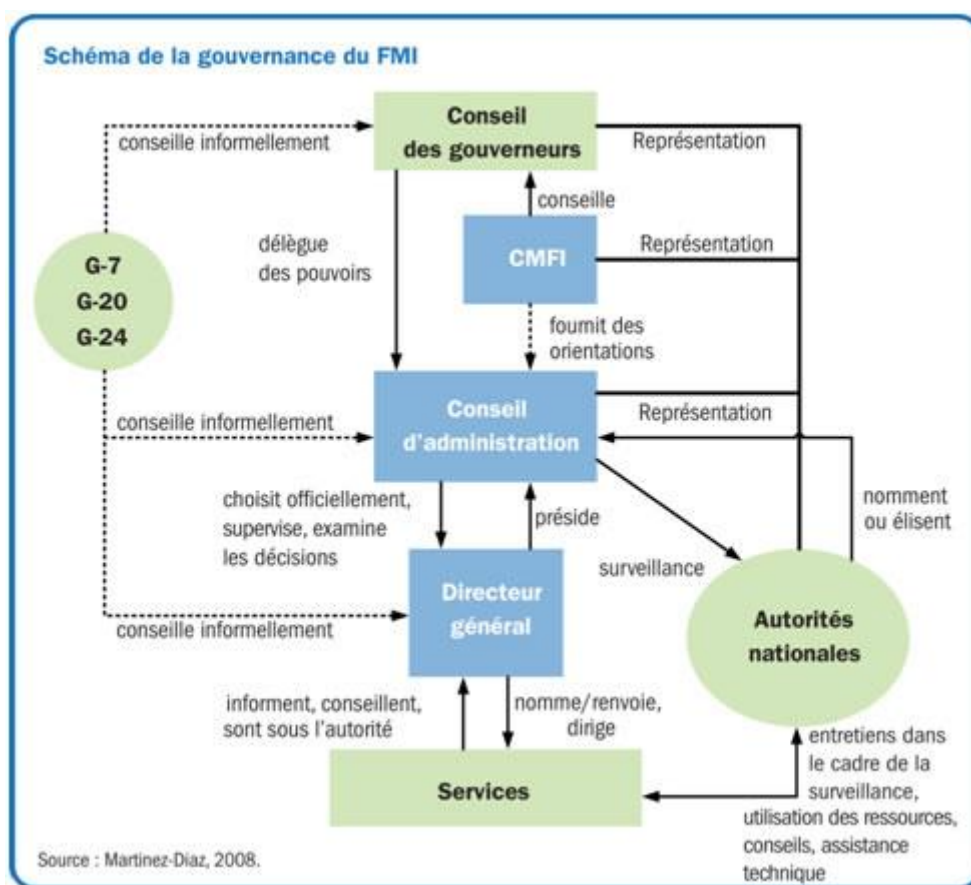 Schéma de la gouvernance du FMI
Conseil
des gouverneurs
conseille informellement
Représentation
conseille
délègue
des pouvoirs
CMFI
Représentation
G-7
G-20
G-24
fournit des
orientations
Conseil
d'administration
conseille informellement
Représentation
choisit officiellement,
supervise, examine
les décisions
préside
nomment
ou élisent
surveillance
Directeur
général
conseille informellement
Autorités
nationales
informent, conseillent,
sont sous l'autorité
nomme/renvoie,
dirige
entretiens dans
le cadre de la
surveillance,
utilisation des ressources,
conseils, assistance
technique
Services
Source : Martinez-Diaz, 2008.